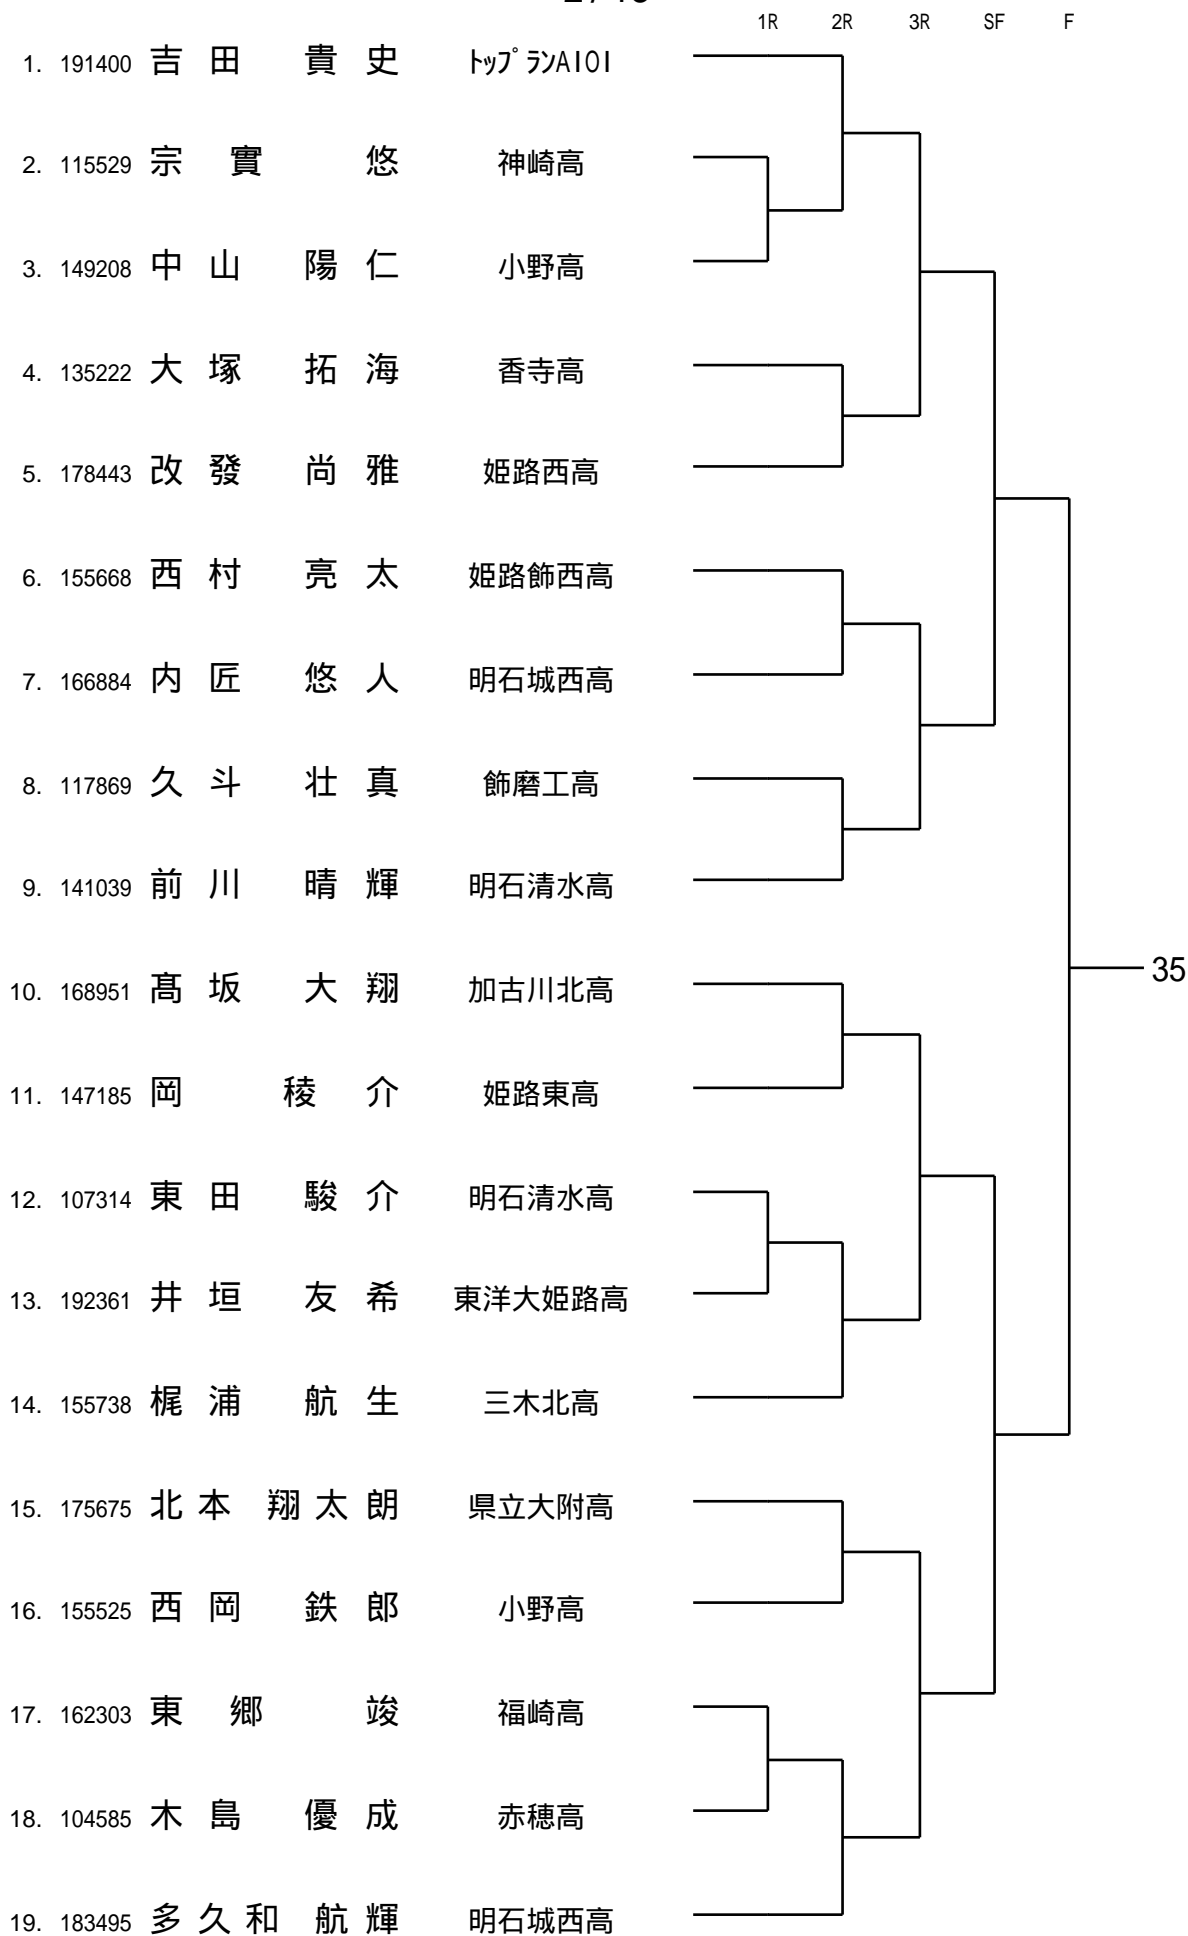 1R 2R 3R SF F
1. 191400 吉田 貴史 トップランAIOI
2. 115529 宗實 悠 神崎高
3. 149208 中山 陽仁 小野高
4. 135222 大塚 拓海 香寺高
5. 178443 改發 尚雅 姫路西高
6. 155668 西村 亮太 姫路飾西高
7. 166884 内匠 悠人 明石城西高
8. 117869 久斗 壮真 飾磨工高
9. 141039 前川 晴輝 明石清水高
35
10. 168951 髙坂 大翔 加古川北高
11. 147185 岡 稜介 姫路東高
12. 107314 東田 駿介 明石清水高
13. 192361 井垣 友希 東洋大姫路高
14. 155738 梶浦 航生 三木北高
15. 175675 北本 翔太朗 県立大附高
16. 155525 西岡 鉄郎 小野高
17. 162303 東郷 竣 福崎高
18. 104585 木島 優成 赤穂高
19. 183495 多久和 航輝 明石城西高